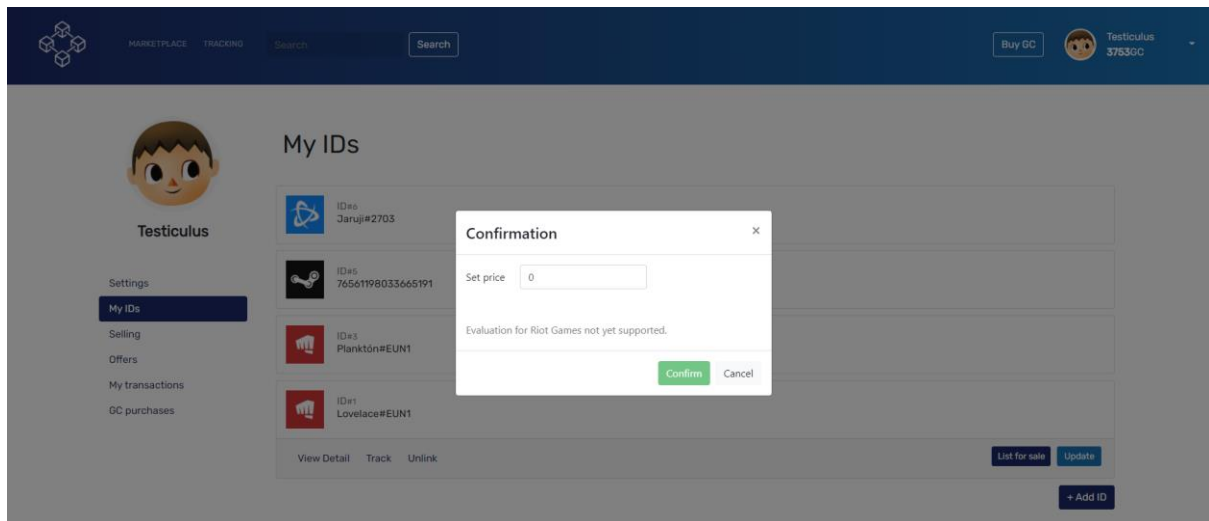 MARKETPLACE TRACKING Search Search Buy GC Testiculus
3753GC
My IDs
Testiculus
Settings
My IDs
Selling
Offers
My transactions
GC purchases
ID#6
Jaruji#2703
ID#5
76561198033665191
ID#3
Planktón#EUN1
ID#1
Lovelace#EUN1
View Detail Track Unlink List for sale Update
+ Add ID
Confirmation ×
Set price 0
Evaluation for Riot Games not yet supported.
Confirm Cancel